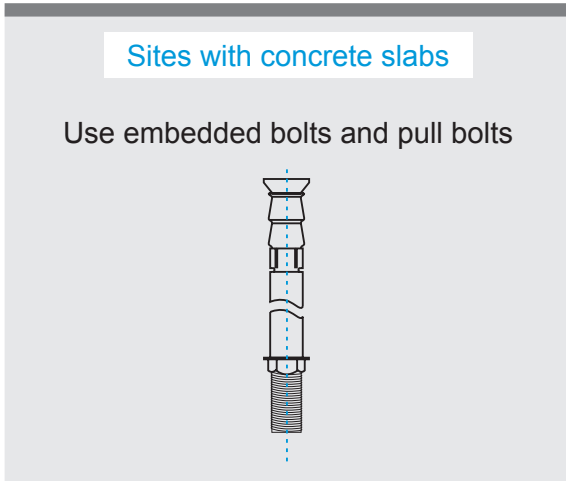 Sites with concrete slabs
Use embedded bolts and pull bolts